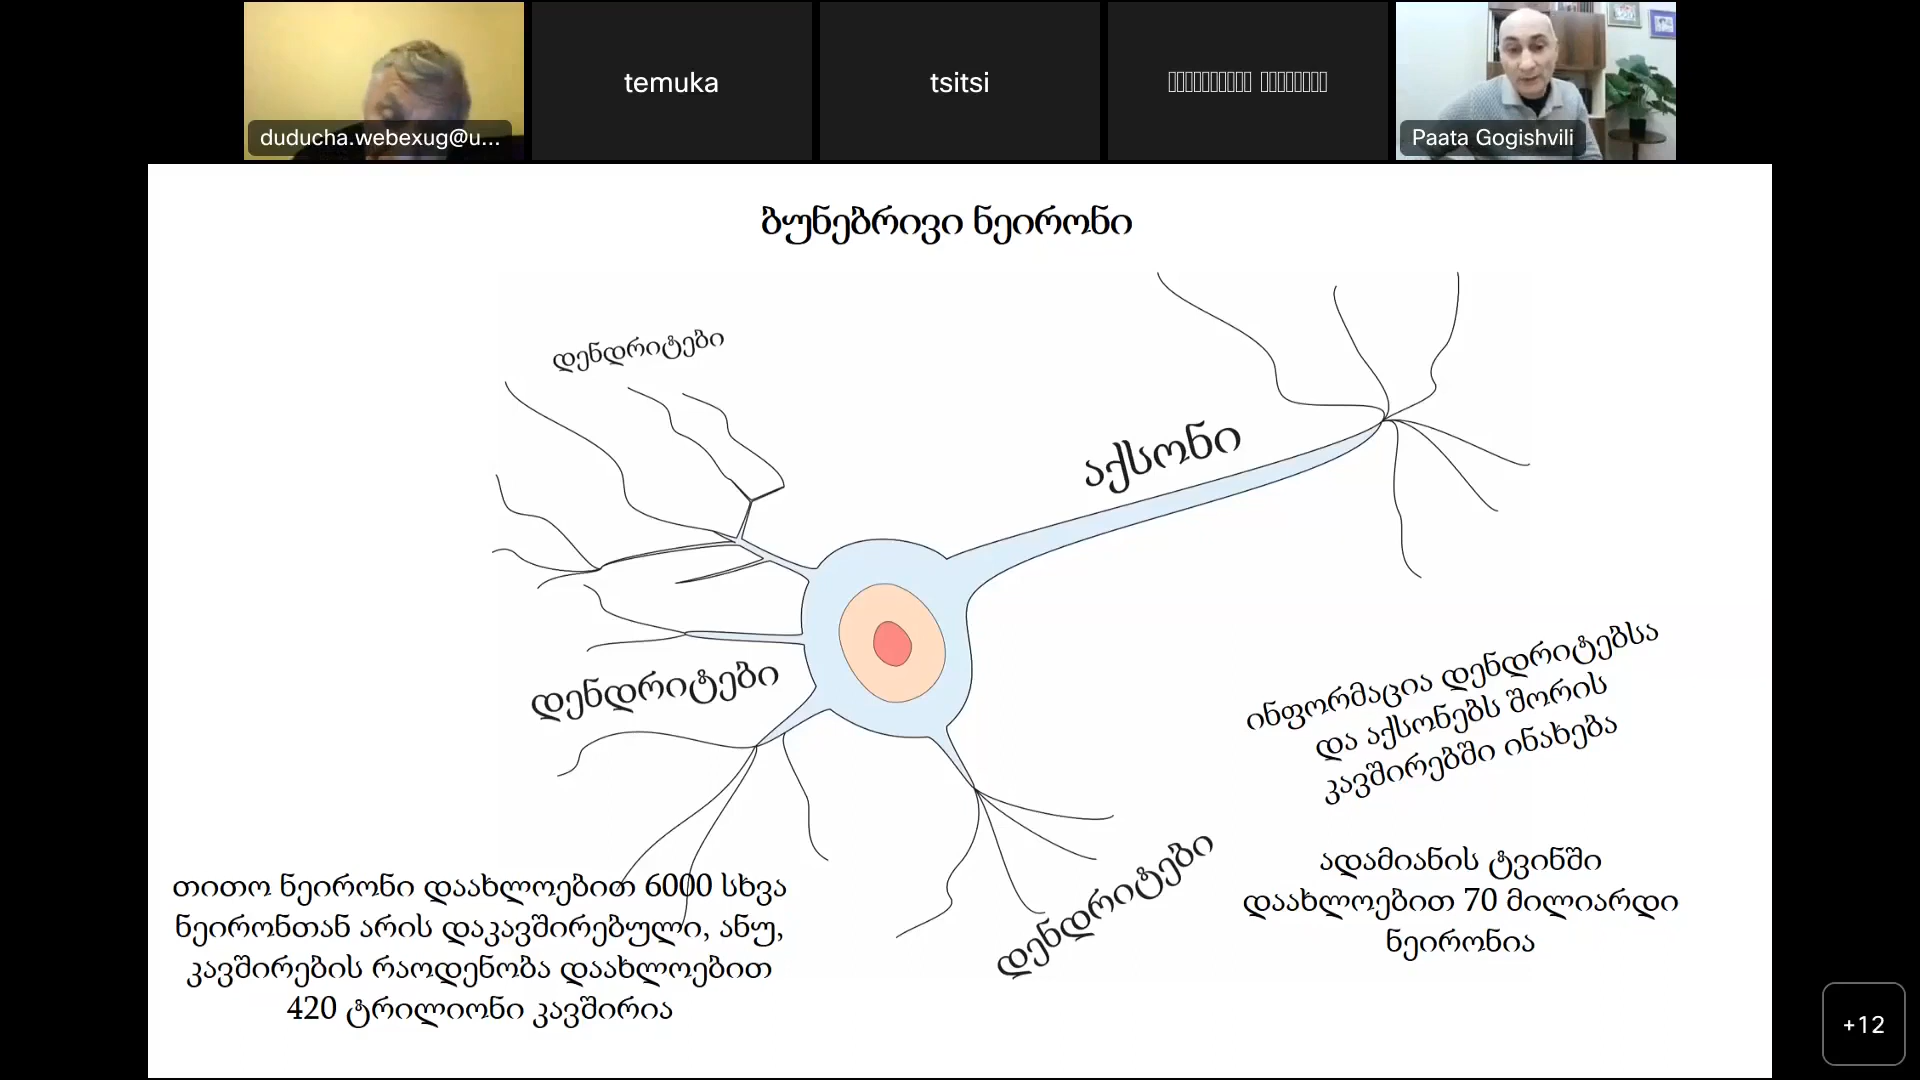 duducha.webexug@u...
temuka
tsitsi
Paata Gogishvili
ბუნებრივი ნეირონი
დენდრიტები
აქსონი
დენდრიტები
ინფორმაცია დენდრიტებსა
და აქსონებს შორის
კავშირებში ინახება
დენდრიტები
თითო ნეირონი დაახლოებით 6000 სხვა
ნეირონთან არის დაკავშირებული, ანუ,
კავშირების რაოდენობა დაახლოებით
420 ტრილიონი კავშირია
ადამიანის ტვინში
დაახლოებით 70 მილიარდი
ნეირონია
+12